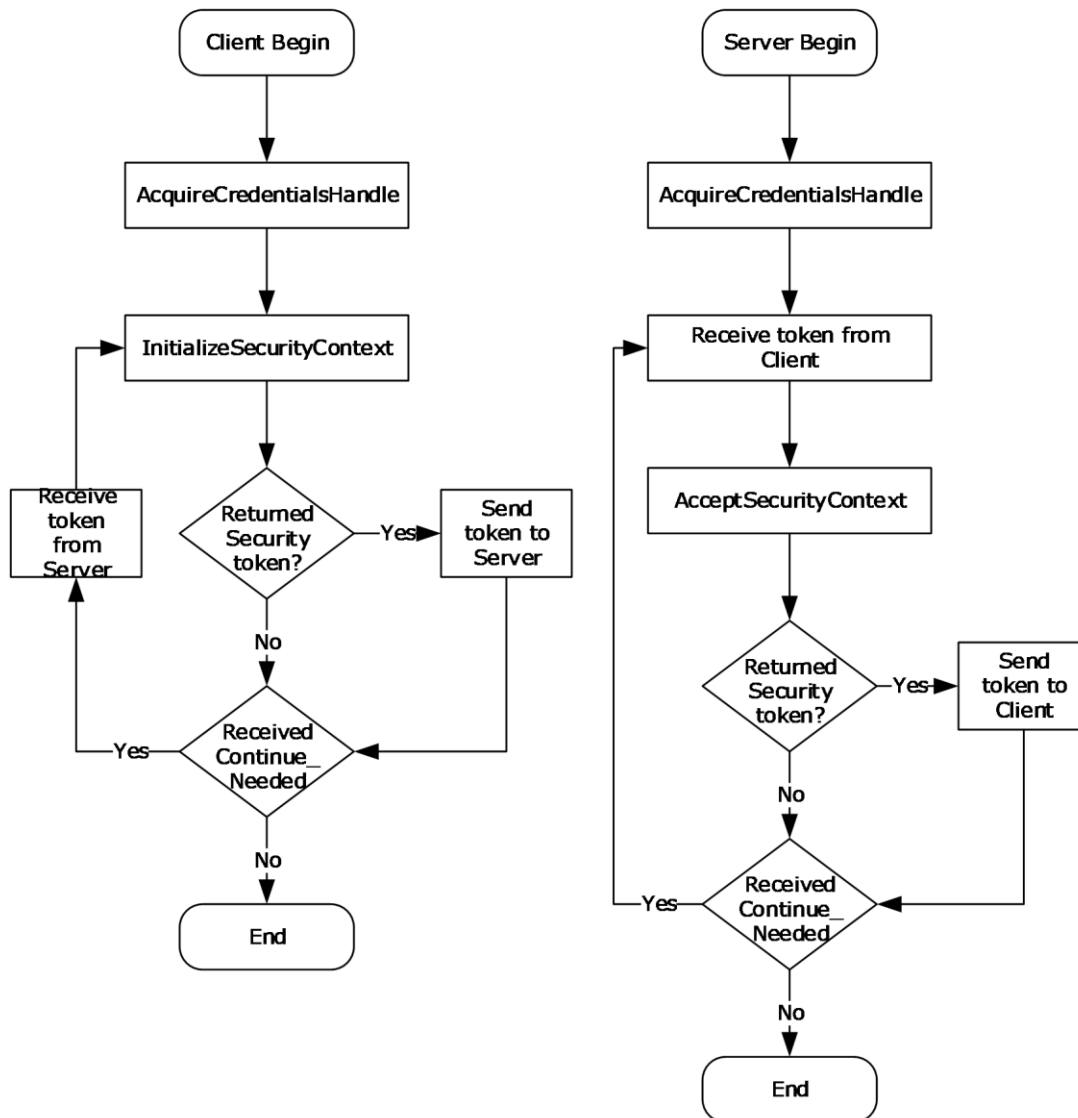 Client Begin
AcquireCredentialsHandle
InitializeSecurityContext
Receive
token
from
Server
Returned
Security
token?
Yes
Send
token to
Server
No
Yes
Received
Continue_
Needed
No
End
Server Begin
AcquireCredentialsHandle
Receive token from
Client
AcceptSecurityContext
Returned
Security
token?
Yes
Send
token to
Client
No
Yes
Received
Continue_
Needed
No
End